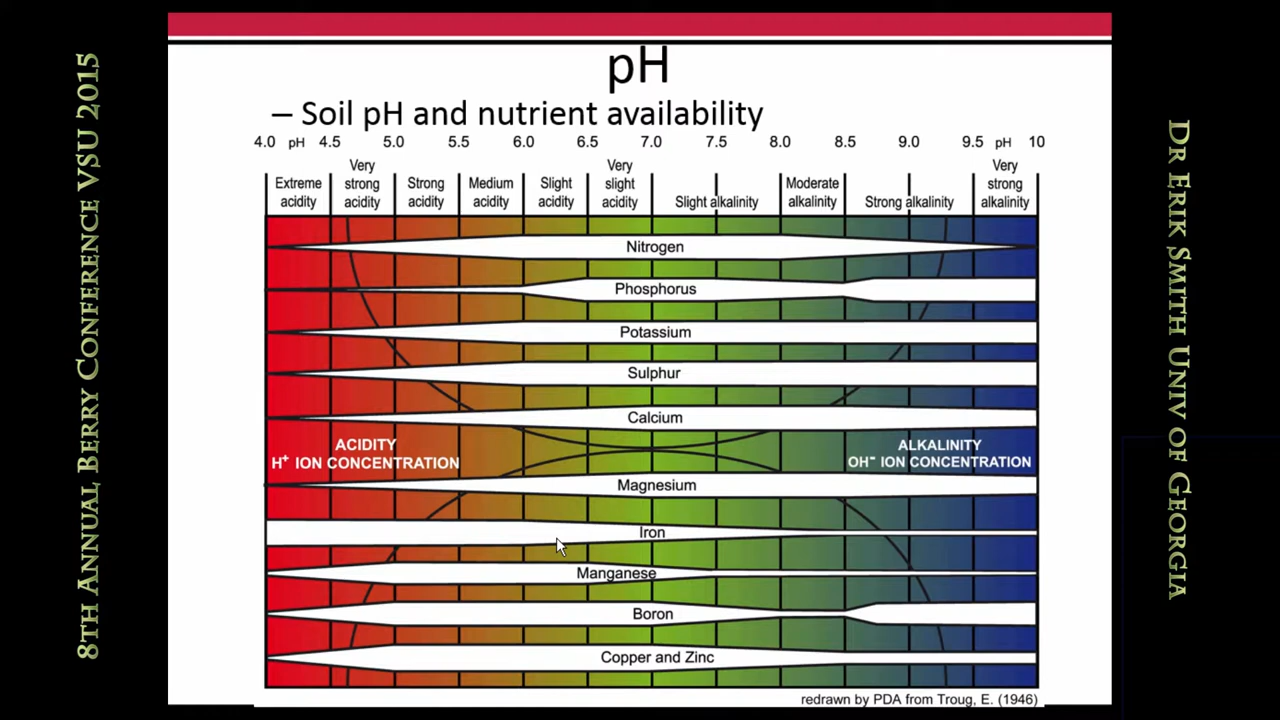 8TH ANNUAL BERRY CONFERENCE VSU 2015
pH
– Soil pH and nutrient availability
4.0 pH 4.5 5.0 5.5 6.0 6.5 7.0 7.5 8.0 8.5 9.0 9.5 pH 10
Extreme acidity
Very strong acidity
Strong acidity
Medium acidity
Slight acidity
Very slight acidity
Slight alkalinity
Moderate alkalinity
Strong alkalinity
Very strong alkalinity
Nitrogen
Phosphorus
Potassium
Sulphur
Calcium
ACIDITY
H⁺ ION CONCENTRATION
ALKALINITY
OH⁻ ION CONCENTRATION
Magnesium
Iron
Manganese
Boron
Copper and Zinc
redrawn by PDA from Troug, E. (1946)
DR ERIK SMITH UNIV OF GEORGIA